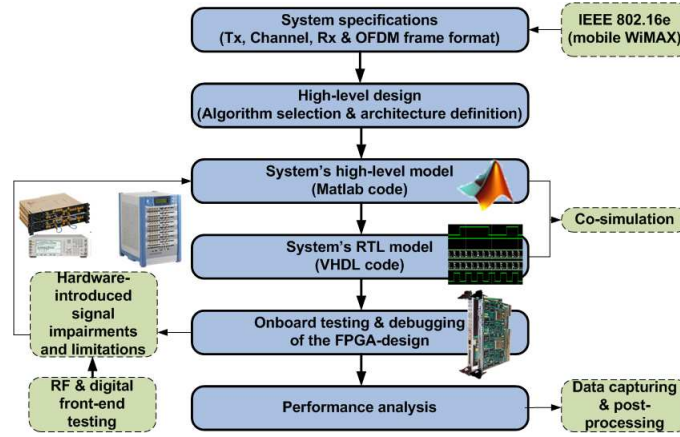 System specifications
(Tx, Channel, Rx & OFDM frame format)
IEEE 802.16e
(mobile WiMAX)
High-level design
(Algorithm selection & architecture definition)
System's high-level model
(Matlab code)
Co-simulation
System's RTL model
(VHDL code)
Hardware-
introduced
signal
impairments
and limitations
Onboard testing & debugging
of the FPGA-design
RF & digital
front-end
testing
Performance analysis
Data capturing
& post-
processing